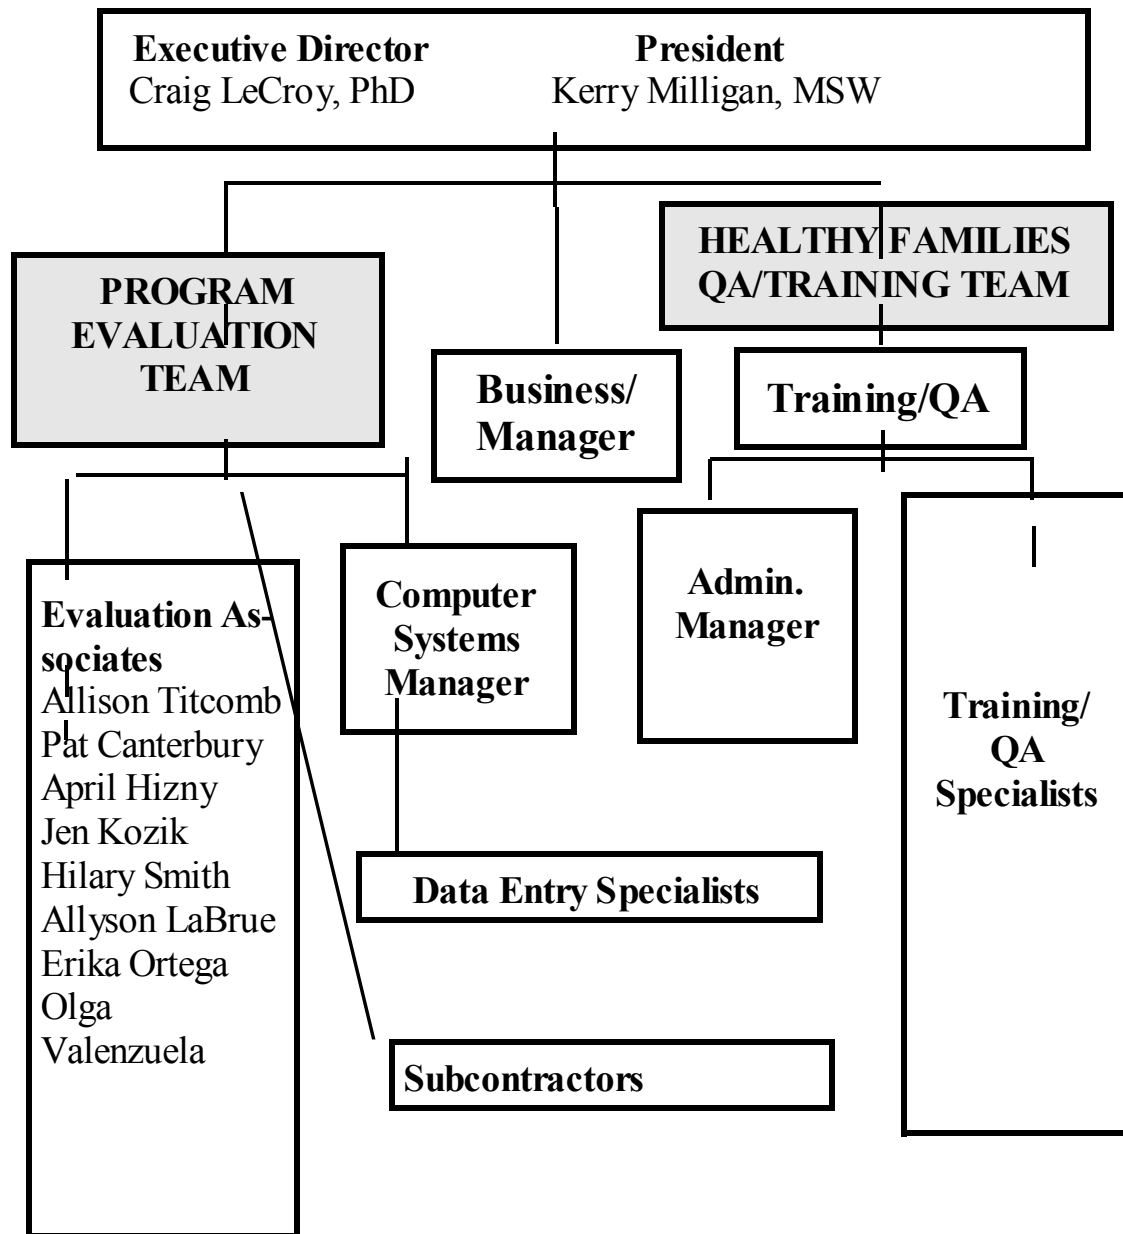 Executive Director President
Craig LeCroy, PhD Kerry Milligan, MSW
HEALTHY FAMILIES
QA/TRAINING TEAM
PROGRAM
EVALUATION
TEAM
Business/
Manager
Training/QA
Evaluation As-
sociates
Allison Titcomb
Pat Canterbury
April Hizny
Jen Kozik
Hilary Smith
Allyson LaBrue
Erika Ortega
Olga
Valenzuela
Computer
Systems
Manager
Admin.
Manager
Training/
QA
Specialists
Data Entry Specialists
Subcontractors